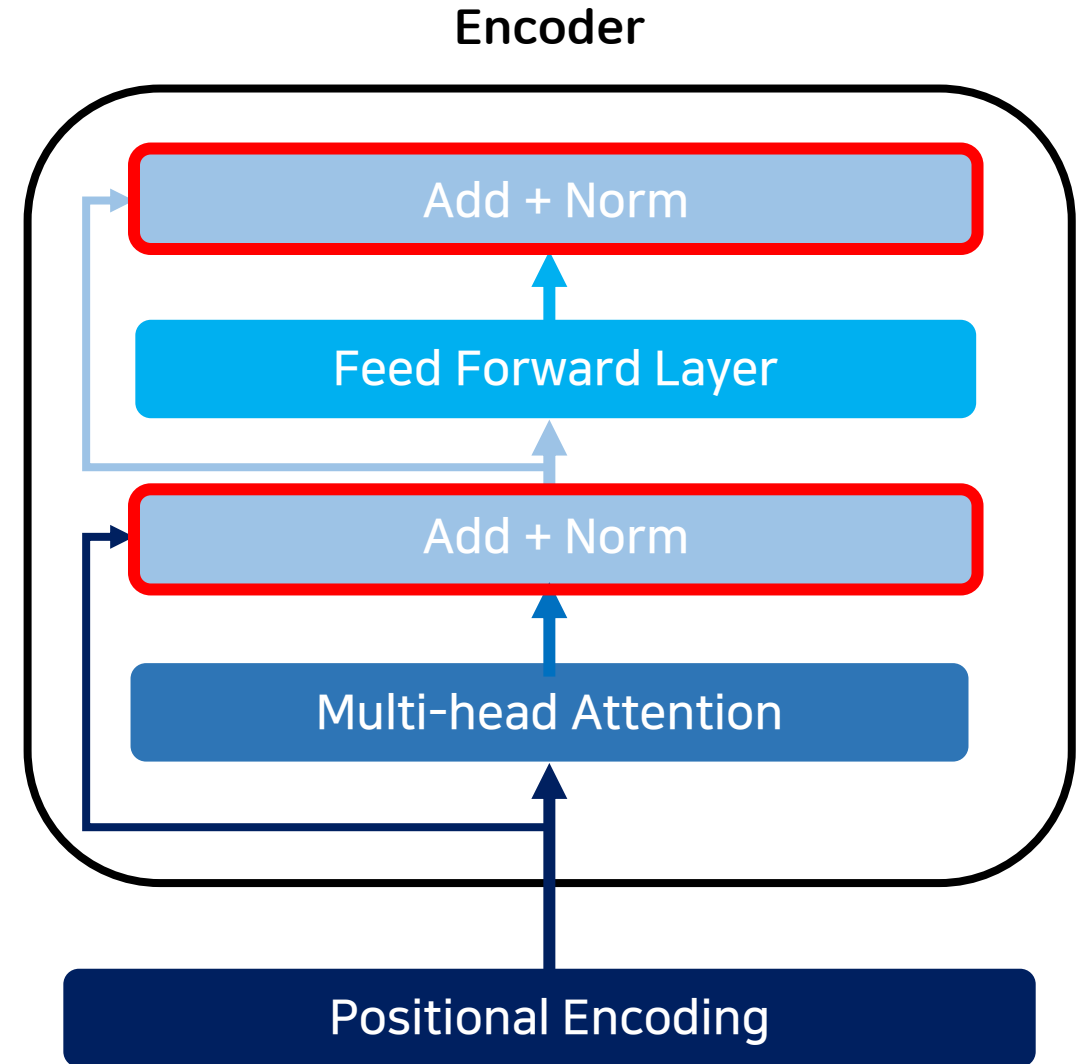 Encoder
Add + Norm
Feed Forward Layer
Add + Norm
Multi-head Attention
Positional Encoding